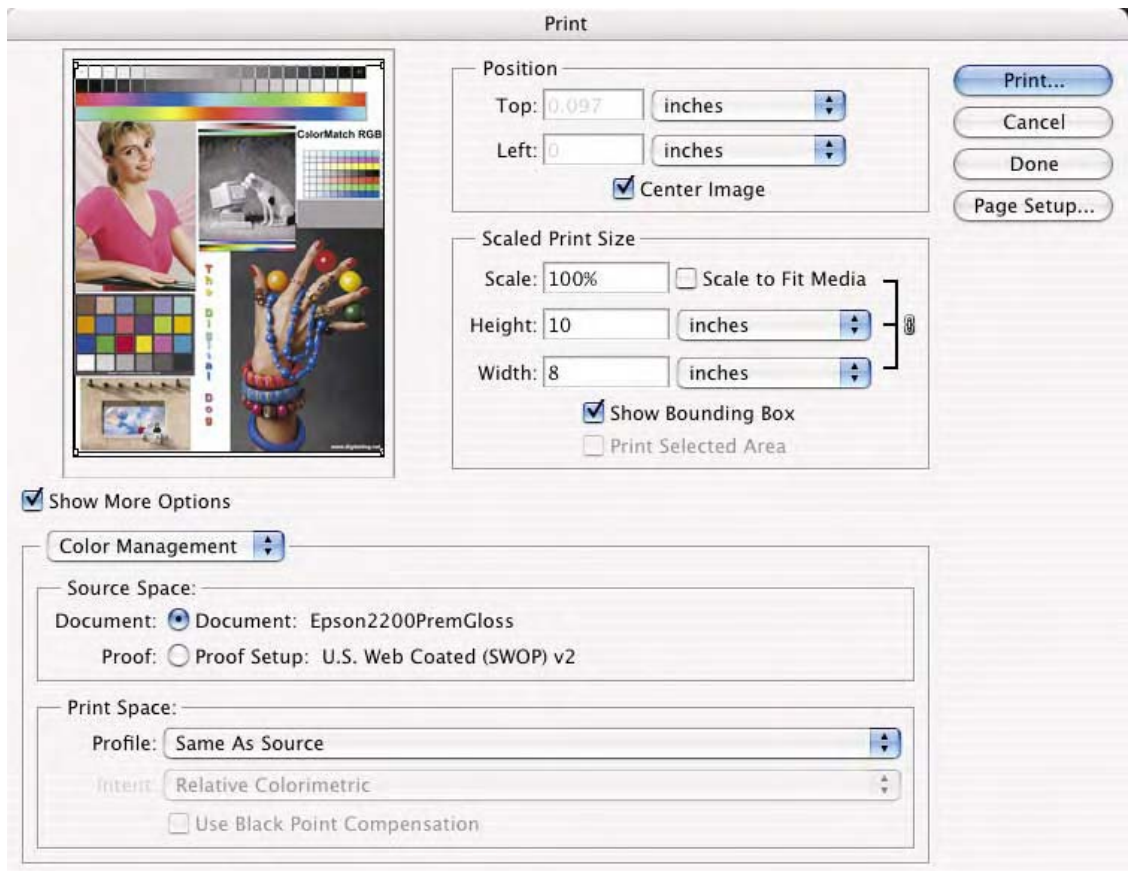 Print
ColorMatch RGB
The Digital Dog
www.digitaldog.net
Position
Top: 0.097 inches
Left: 0 inches
Center Image
Print...
Cancel
Done
Page Setup...
Scaled Print Size
Scale: 100% Scale to Fit Media
Height: 10 inches
Width: 8 inches
Show Bounding Box
Print Selected Area
Show More Options
Color Management
Source Space:
Document: Document: Epson2200PremGloss
Proof: Proof Setup: U.S. Web Coated (SWOP) v2
Print Space:
Profile: Same As Source
Intent: Relative Colorimetric
Use Black Point Compensation